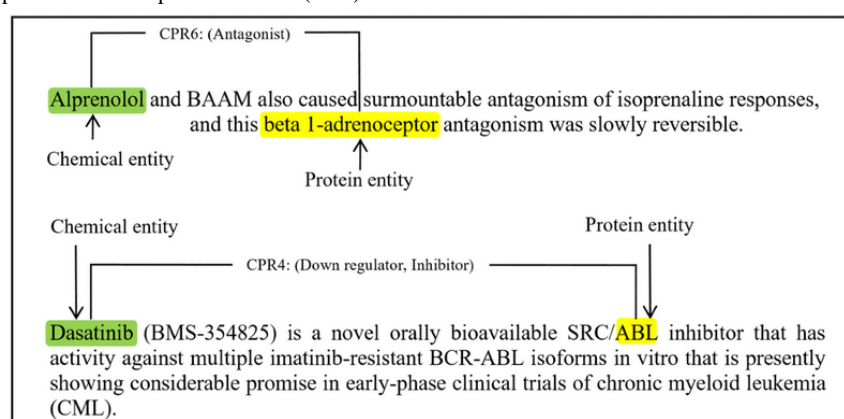 CPR6: (Antagonist)
Alprenolol and BAAM also caused surmountable antagonism of isoprenaline responses,
and this beta 1-adrenoceptor antagonism was slowly reversible.
Chemical entity
Protein entity
Chemical entity
Protein entity
CPR4: (Down regulator, Inhibitor)
Dasatinib (BMS-354825) is a novel orally bioavailable SRC/ABL inhibitor that has
activity against multiple imatinib-resistant BCR-ABL isoforms in vitro that is presently
showing considerable promise in early-phase clinical trials of chronic myeloid leukemia
(CML).